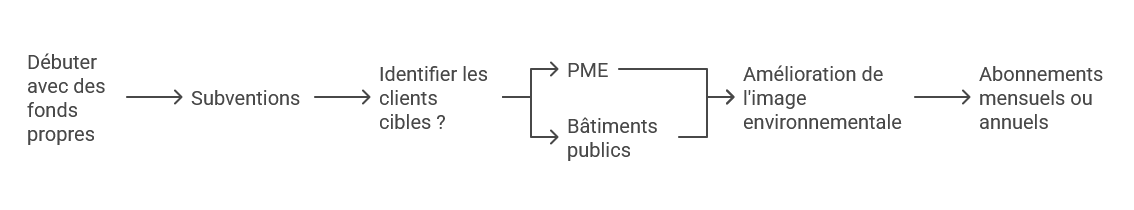 Débuter
avec des
fonds
propres
Subventions
Identifier les
clients
cibles ?
PME
Bâtiments
publics
Amélioration de
l'image
environnementale
Abonnements
mensuels ou
annuels